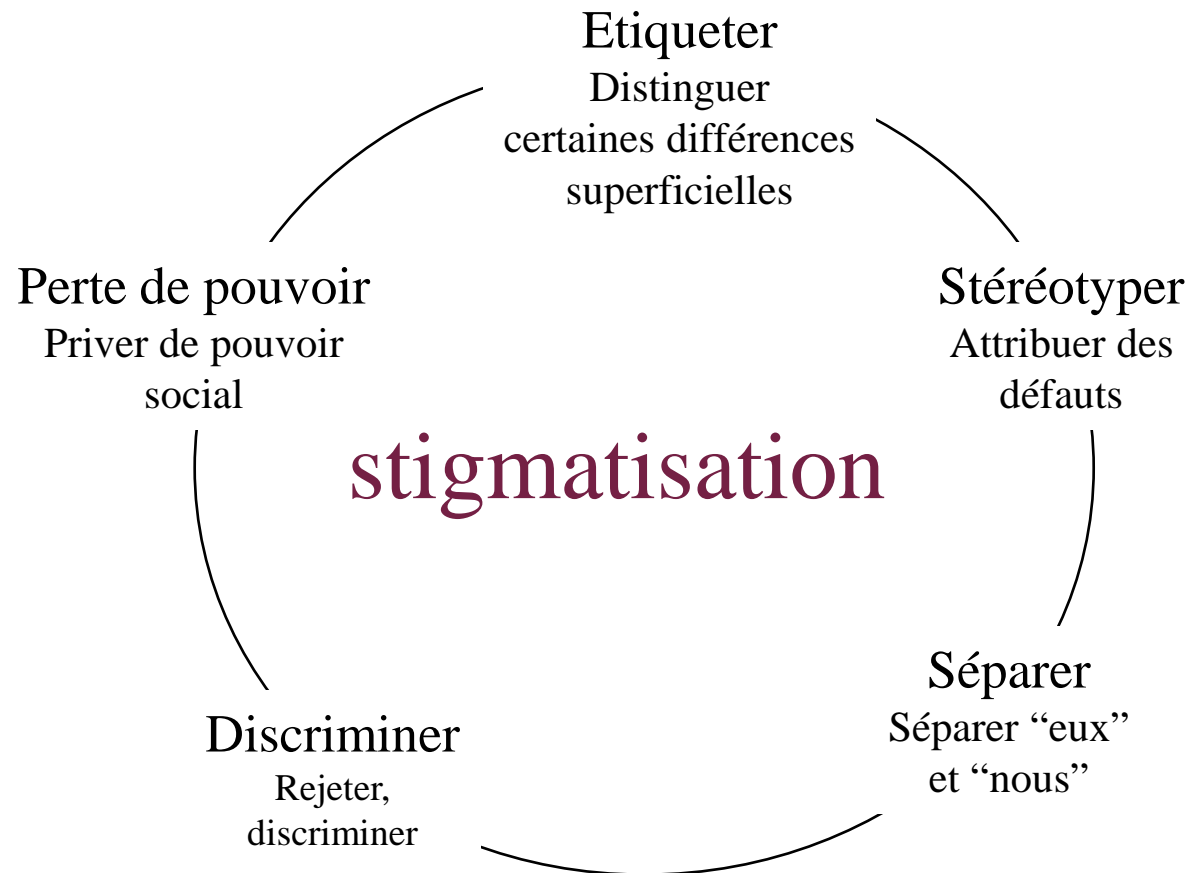 Etiqueter
Distinguer
certaines différences
superficielles
Stéréotyper
Attribuer des
défauts
Séparer
Séparer “eux”
et “nous”
Discriminer
Rejeter,
discriminer
Perte de pouvoir
Priver de pouvoir
social
stigmatisation